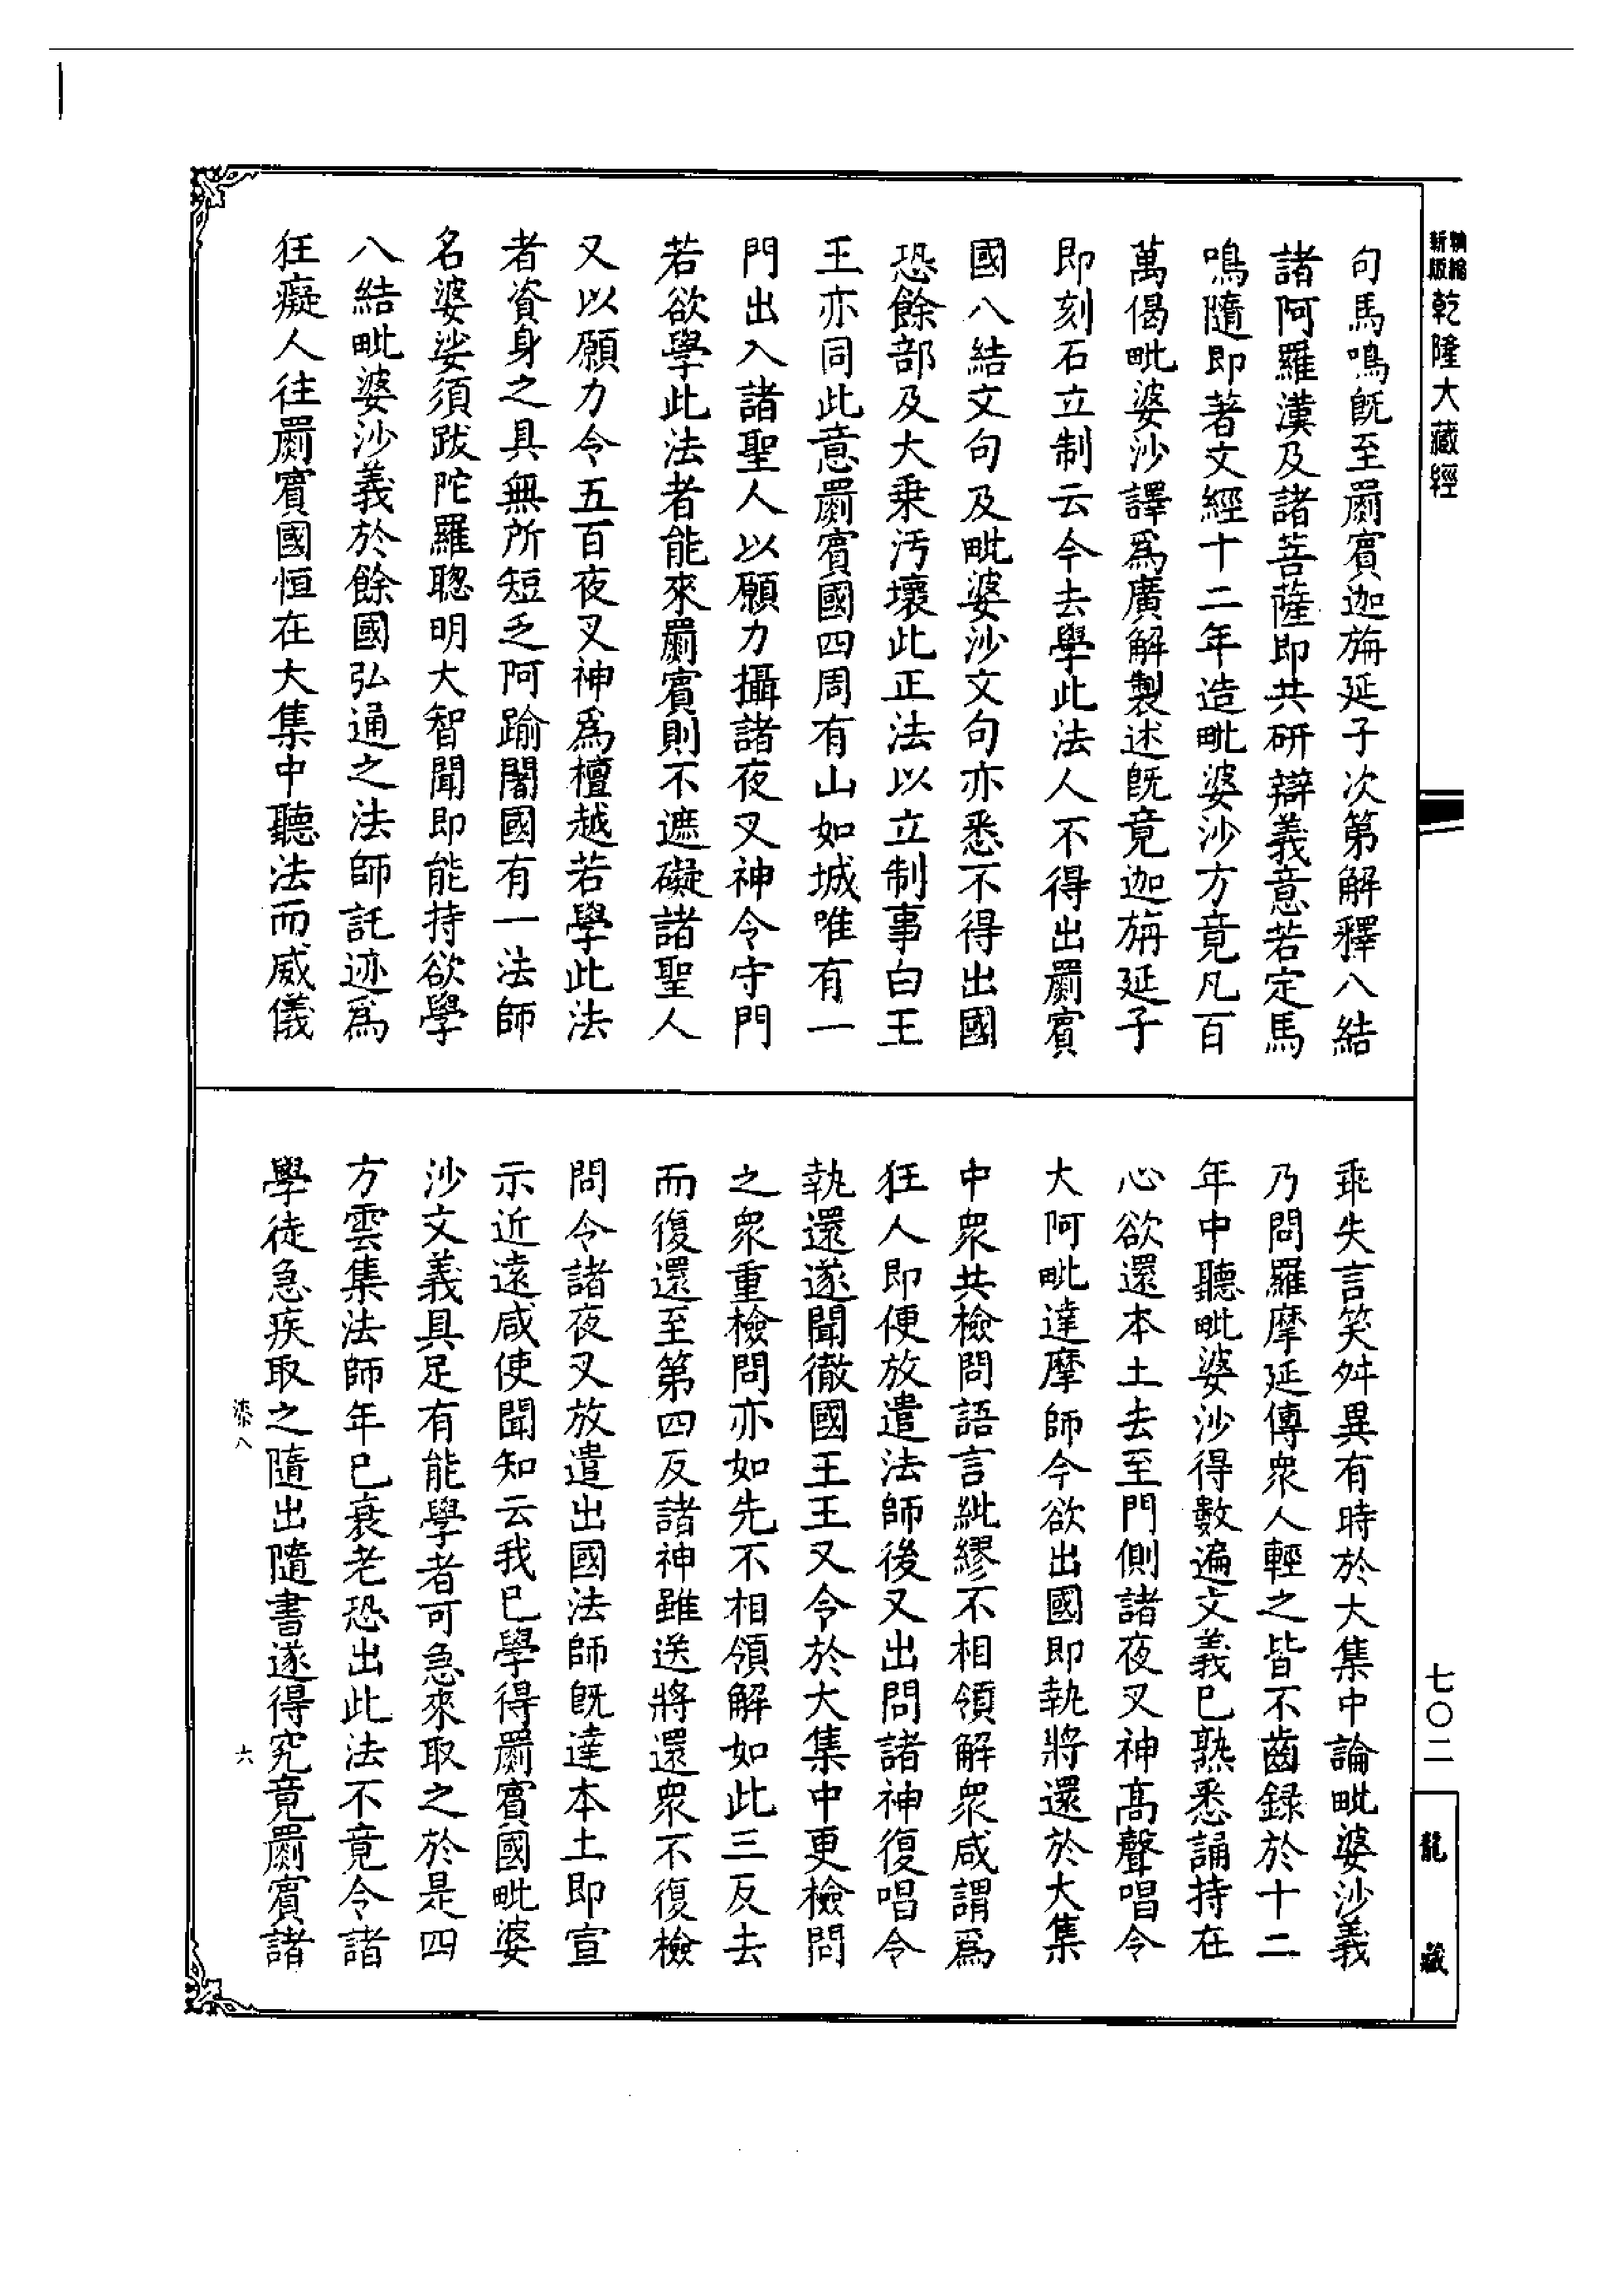 新版
精縮
乾隆大藏經
七〇二
龍藏
句馬鳴旣至罽賓迦旃延子次第解釋八結
諸阿羅漢及諸菩薩即共硏辯義意若定馬
鳴隨即著文經十二年造毗婆沙方竟凡百
萬偈毗婆沙譯爲廣解製述旣竟迦旃延子
即刻石立制云今去學此法人不得出罽賓
國八結文句及毗婆沙文句亦悉不得出國
恐餘部及大乗汚壞此正法以立制事白王
王亦同此意罽賓國四周有山如城唯有一
門出入諸聖人以願力攝諸夜叉神令守門
若欲學此法者能來罽賓則不遮礙諸聖人
又以願力令五百夜叉神爲檀越若學此法
者資身之具無所短乏阿踰闍國有一法師
名婆娑須跋陀羅聰明大智聞即能持欲學
八結毗婆沙義於餘國弘通之法師託迹爲
狂癡人往罽賓國恒在大集中聽法而威儀
乖失言笑舛異有時於大集中論毗婆沙義
乃問羅摩延傳衆人輕之皆不齒録於十二
年中聽毗婆沙得數遍文義已熟悉誦持在
心欲還本土去至門側諸夜叉神高聲唱令
大阿毗達摩師今欲出國即執將還於大集
中衆共檢問語言紕繆不相領解衆咸謂爲
狂人即便放遣法師後又出問諸神復唱令
執還遂聞徹國王王又令於大集中更檢問
之衆重檢問亦如先不相領解如此三反去
而復還至第四反諸神雖送將還衆不復檢
問令諸夜叉放遣出國法師旣達本土即宣
示近遠咸使聞知云我已學得罽賓國毗婆
沙文義具足有能學者可急來取之於是四
方雲集法師年已衰老恐出此法不竟令諸
學徒急疾取之隨出隨書遂得究竟罽賓諸
漆八
六